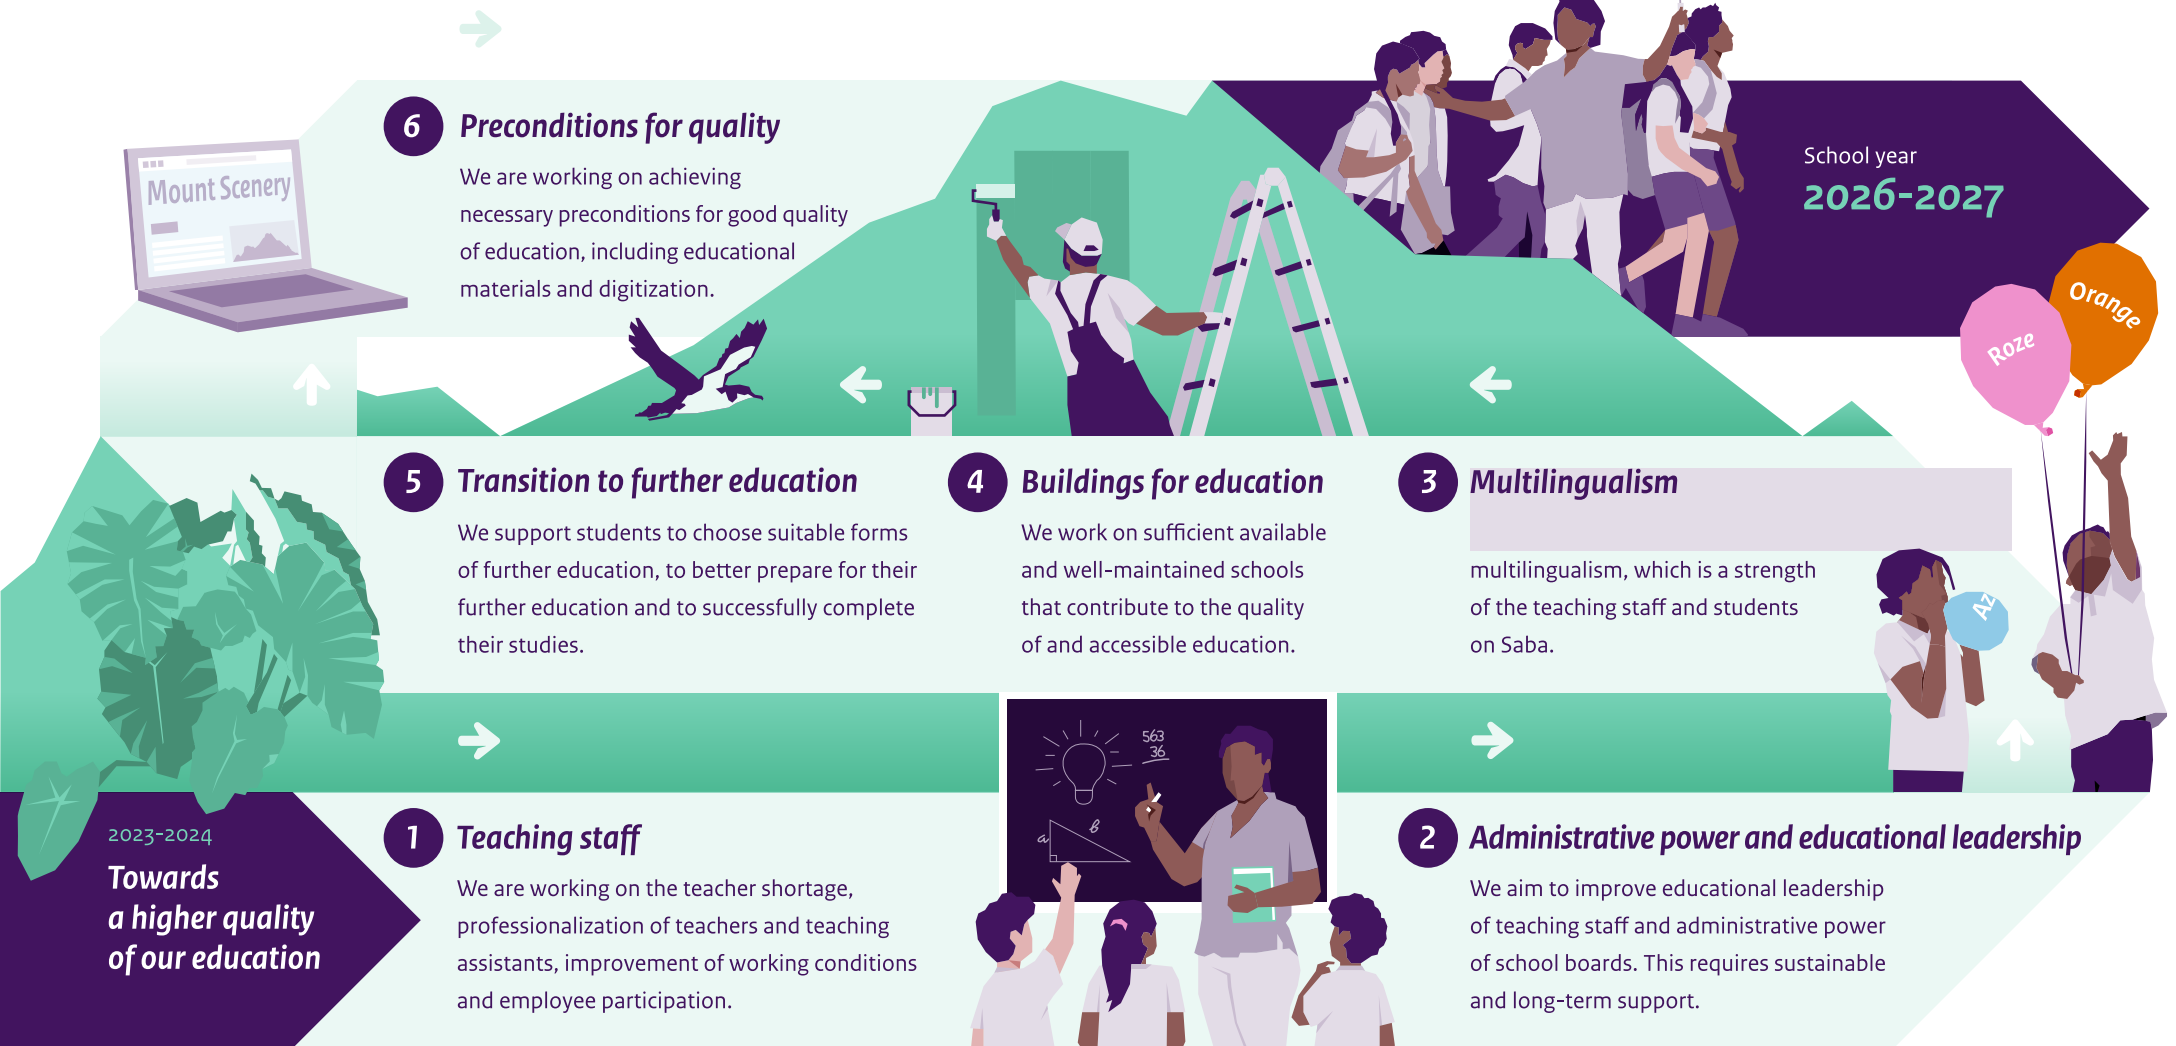 6 Preconditions for quality
We are working on achieving
necessary preconditions for good quality
of education, including educational
materials and digitization.
Mount Scenery
School year
2026-2027
Orange
Roze
5 Transition to further education
We support students to choose suitable forms
of further education, to better prepare for their
further education and to successfully complete
their studies.
4 Buildings for education
We work on sufficient available
and well-maintained schools
that contribute to the quality
of and accessible education.
3 Multilingualism
multilingualism, which is a strength
of the teaching staff and students
on Saba.
Az
563
36
a
b
2023-2024
Towards
a higher quality
of our education
1 Teaching staff
We are working on the teacher shortage,
professionalization of teachers and teaching
assistants, improvement of working conditions
and employee participation.
2 Administrative power and educational leadership
We aim to improve educational leadership
of teaching staff and administrative power
of school boards. This requires sustainable
and long-term support.